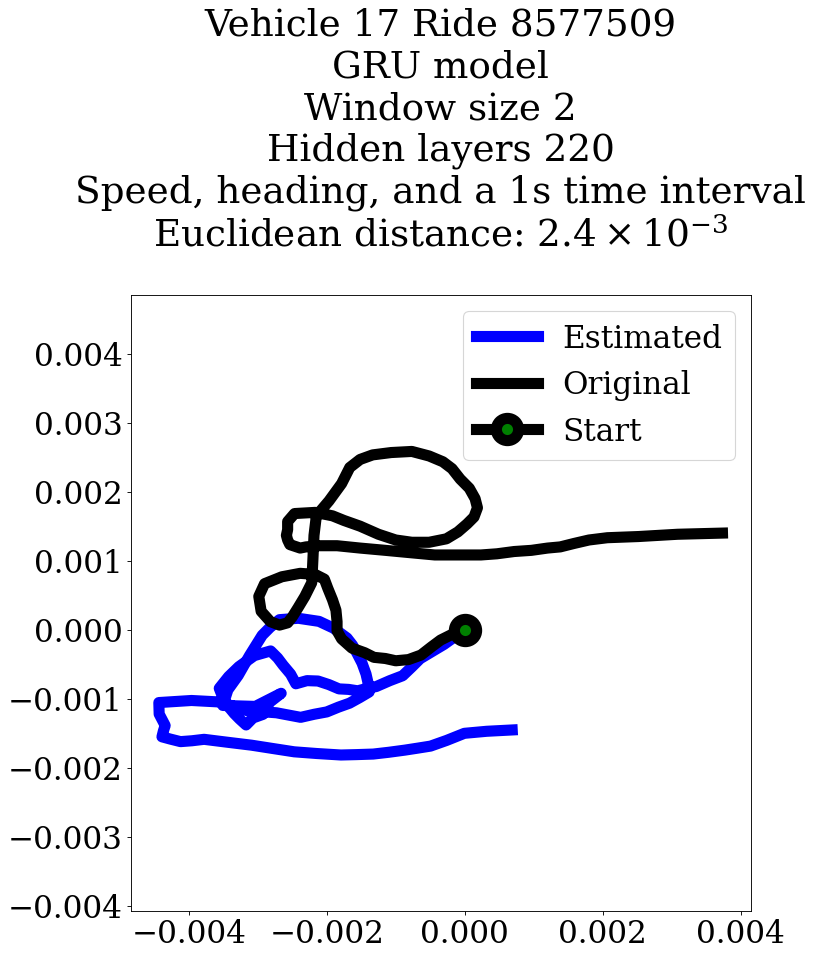 Vehicle 17 Ride 8577509
GRU model
Window size 2
Hidden layers 220
Speed, heading, and a 1s time interval
Euclidean distance: 2.4 × 10⁻³
Estimated
Original
Start
0.004
0.003
0.002
0.001
0.000
−0.001
−0.002
−0.003
−0.004
−0.004 −0.002 0.000 0.002 0.004